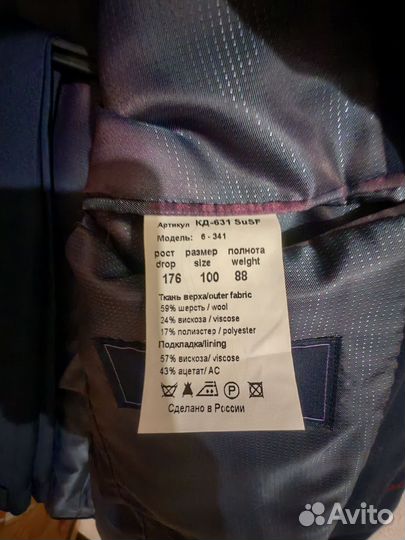 Артикул КД-631 SuSF
Модель: 6 - 341
рост размер полнота
drop size weight
176 100 88
Ткань верха/outer fabric
59% шерсть / wool
24% вискоза / viscose
17% полиэстер / polyester
Подкладка/lining
57% вискоза/ viscose
43% ацетат/ AC
Сделано в России
Avito